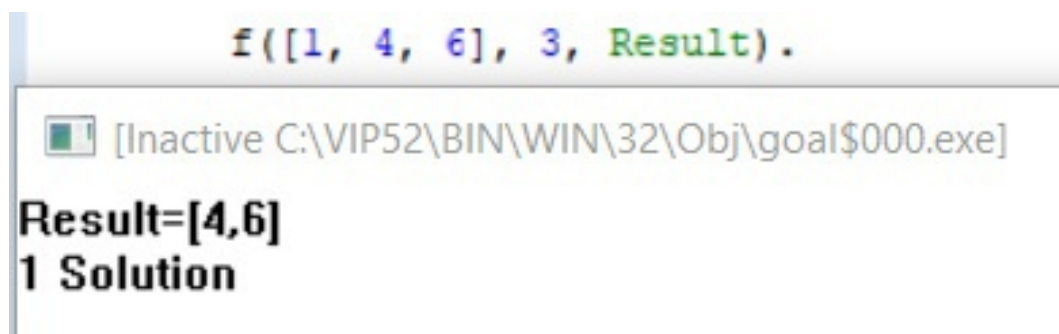 f([1, 4, 6], 3, Result).
[Inactive C:\VIP52\BIN\WIN\32\Obj\goal$000.exe]
Result=[4,6]
1 Solution